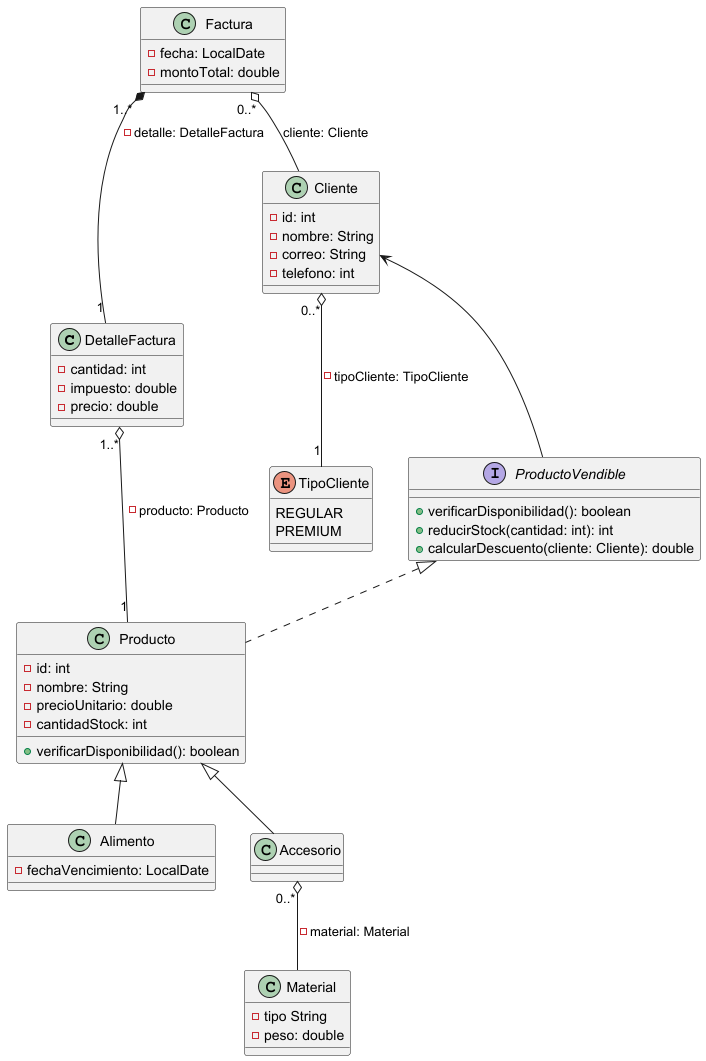 C Factura
fecha: LocalDate
montoTotal: double
1..*
0..*
detalle: DetalleFactura
cliente: Cliente
C Cliente
id: int
nombre: String
correo: String
telefono: int
1
0..*
C DetalleFactura
cantidad: int
impuesto: double
precio: double
tipoCliente: TipoCliente
1..*
1
E TipoCliente
REGULAR
PREMIUM
I ProductoVendible
verificarDisponibilidad(): boolean
reducirStock(cantidad: int): int
calcularDescuento(cliente: Cliente): double
producto: Producto
1
C Producto
id: int
nombre: String
precioUnitario: double
cantidadStock: int
verificarDisponibilidad(): boolean
C Alimento
fechaVencimiento: LocalDate
C Accesorio
0..*
material: Material
C Material
tipo String
peso: double